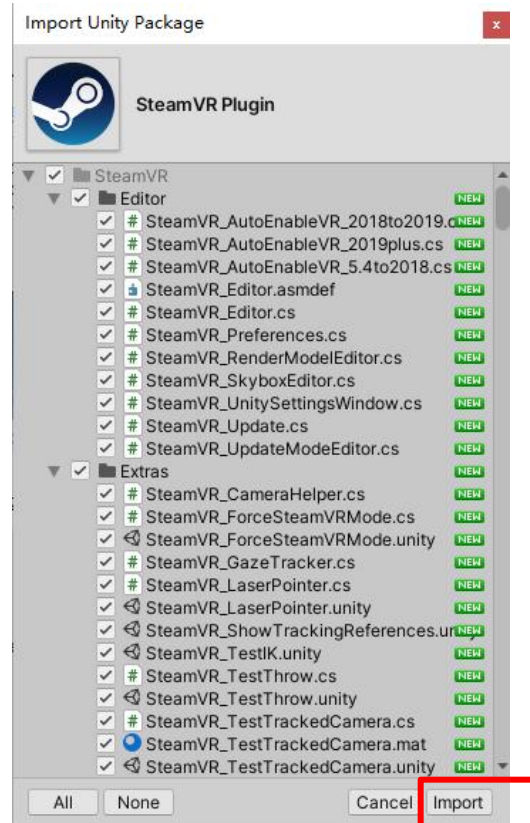 Import Unity Package
x
SteamVR Plugin
SteamVR
Editor NEW
# SteamVR_AutoEnableVR_2018to2019.c NEW
# SteamVR_AutoEnableVR_2019plus.cs NEW
# SteamVR_AutoEnableVR_5.4to2018.cs NEW
SteamVR_Editor.asmdef NEW
# SteamVR_Editor.cs NEW
# SteamVR_Preferences.cs NEW
# SteamVR_RenderModelEditor.cs NEW
# SteamVR_SkyboxEditor.cs NEW
# SteamVR_UnitySettingsWindow.cs NEW
# SteamVR_Update.cs NEW
# SteamVR_UpdateModeEditor.cs NEW
Extras NEW
# SteamVR_CameraHelper.cs NEW
# SteamVR_ForceSteamVRMode.cs NEW
SteamVR_ForceSteamVRMode.unity NEW
# SteamVR_GazeTracker.cs NEW
# SteamVR_LaserPointer.cs NEW
SteamVR_LaserPointer.unity NEW
SteamVR_ShowTrackingReferences.un NEW
SteamVR_TestIK.unity NEW
# SteamVR_TestThrow.cs NEW
SteamVR_TestThrow.unity NEW
# SteamVR_TestTrackedCamera.cs NEW
SteamVR_TestTrackedCamera.mat NEW
SteamVR_TestTrackedCamera.unity NEW
All None Cancel Import